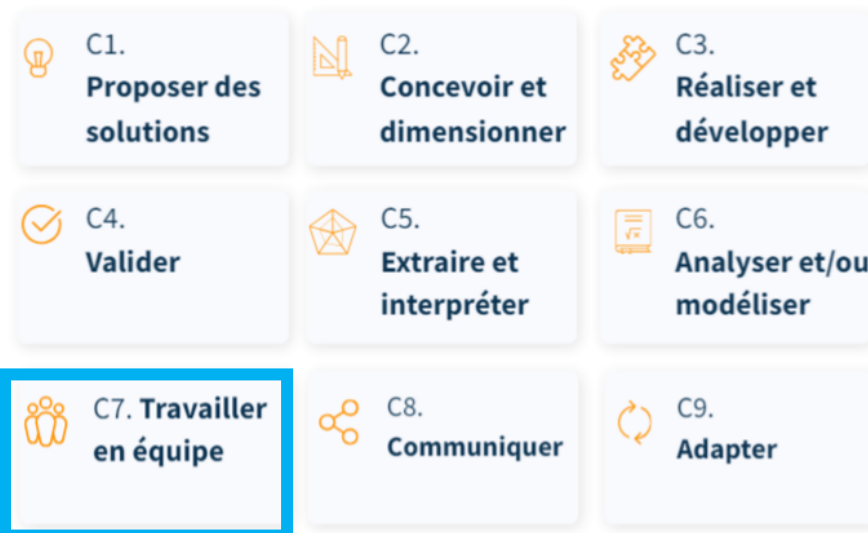 C1.
Proposer des
solutions
C2.
Concevoir et
dimensionner
C3.
Réaliser et
développer
C4.
Valider
C5.
Extraire et
interpréter
√x
C6.
Analyser et/ou
modéliser
C7. Travailler
en équipe
C8.
Communiquer
C9.
Adapter